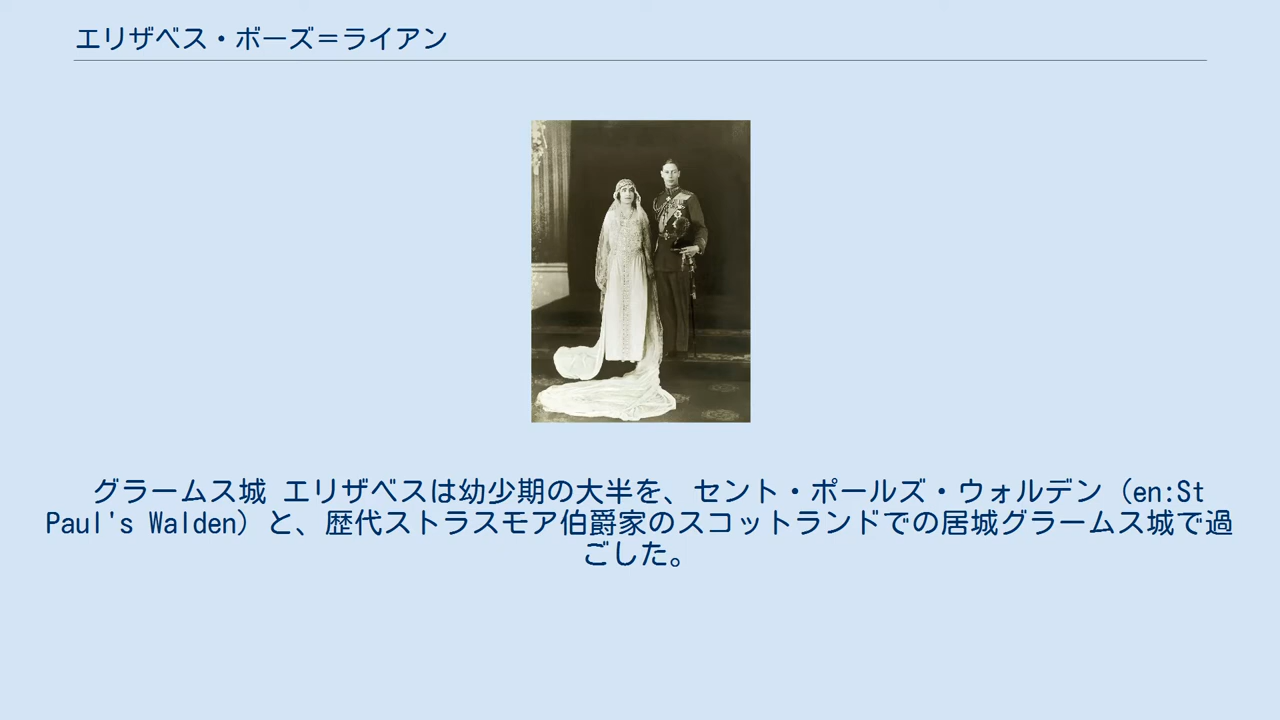 エリザベス・ボーズ＝ライアン
グラームス城 エリザベスは幼少期の大半を、セント・ポールズ・ウォルデン（en:St
Paul's Walden）と、歴代ストラスモア伯爵家のスコットランドでの居城グラームス城で過
ごした。